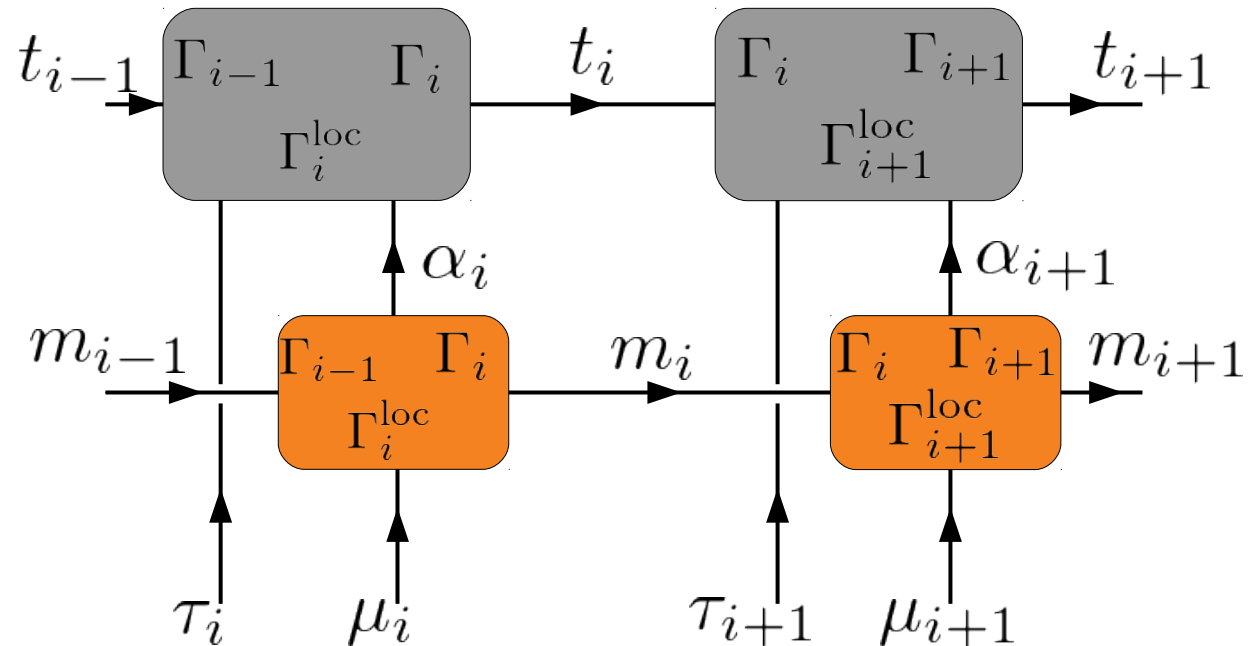 t_{i−1} Γ_{i−1} Γ_i t_i Γ_i Γ_{i+1} t_{i+1}
Γ_i^{loc} Γ_{i+1}^{loc}
α_i α_{i+1}
m_{i−1} Γ_{i−1} Γ_i m_i Γ_i Γ_{i+1} m_{i+1}
Γ_i^{loc} Γ_{i+1}^{loc}
τ_i μ_i τ_{i+1} μ_{i+1}